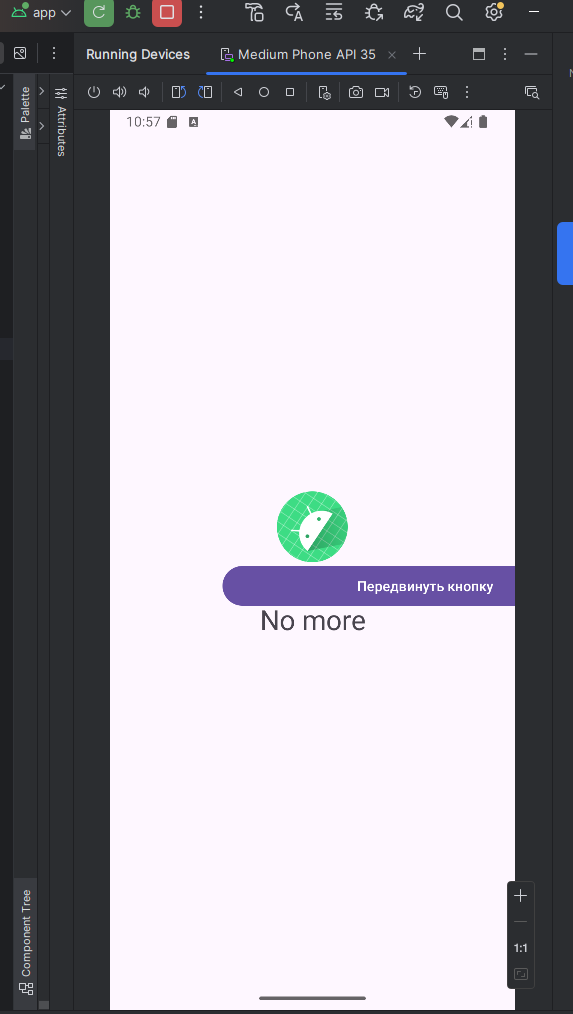 app
Running Devices
Medium Phone API 35
Palette
Attributes
10:57
A
Передвинуть кнопку
No more
Component Tree
1:1